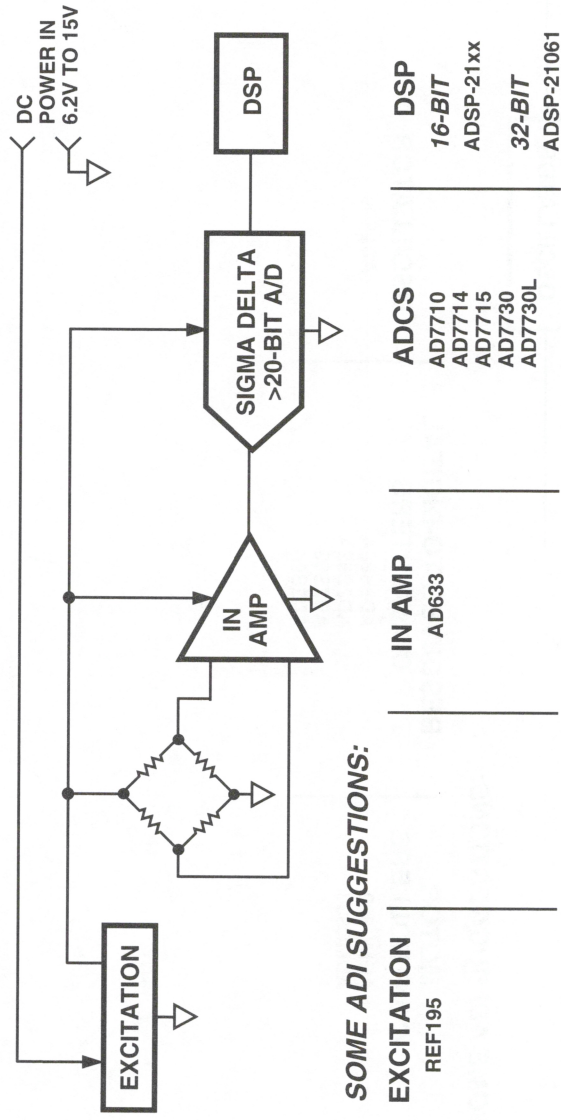 DC
POWER IN
6.2V TO 15V
EXCITATION
IN
AMP
SIGMA DELTA
>20-BIT A/D
DSP
SOME ADI SUGGESTIONS:
EXCITATION
REF195
IN AMP
AD633
ADCS
AD7710
AD7714
AD7715
AD7730
AD7730L
DSP
16-BIT
ADSP-21xx
32-BIT
ADSP-21061